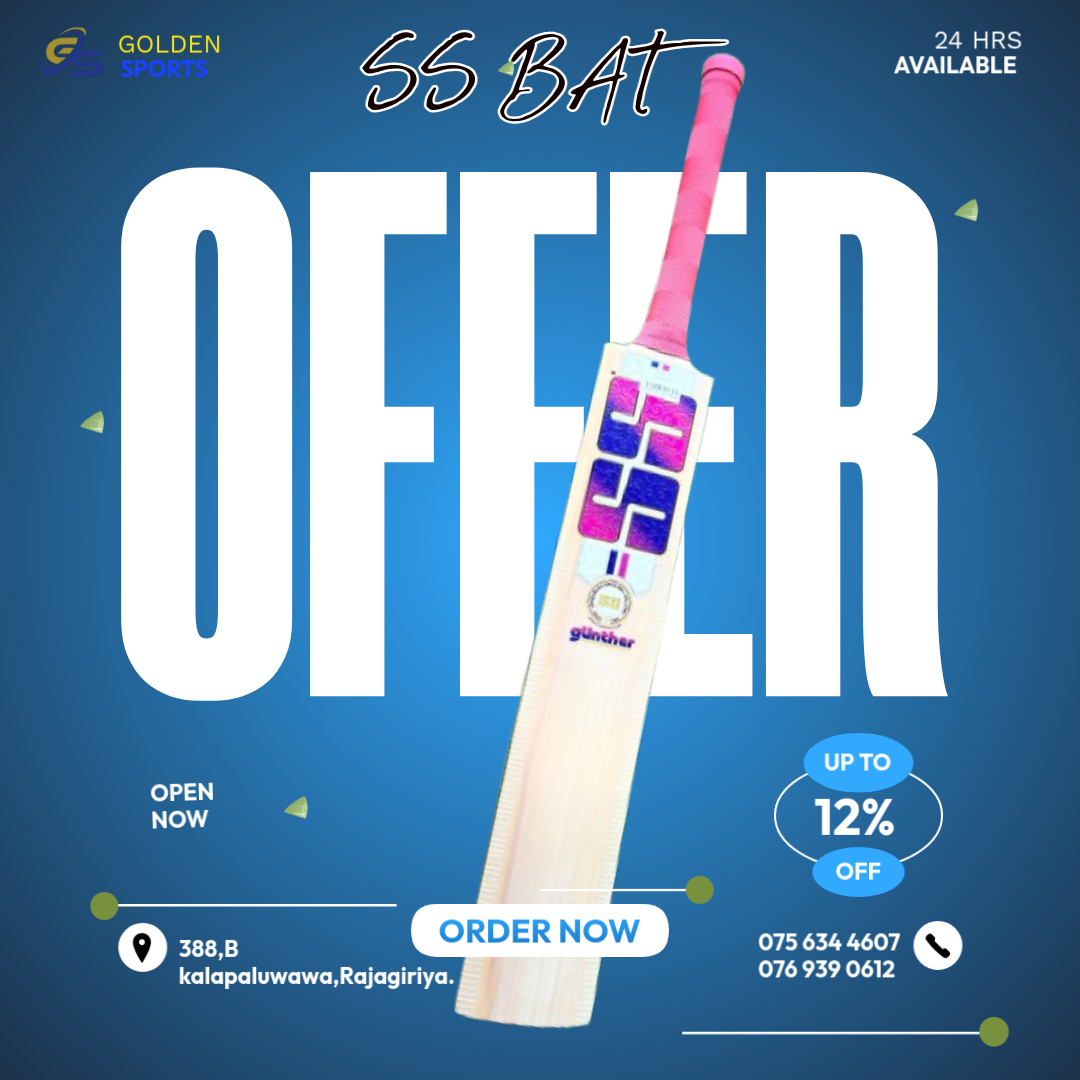 GOLDEN
SPORTS
SS BAT
24 HRS
AVAILABLE
OFFER
SS
günther
OPEN
NOW
UP TO
12%
OFF
ORDER NOW
388,B
kalapaluwawa,Rajagiriya.
075 634 4607
076 939 0612